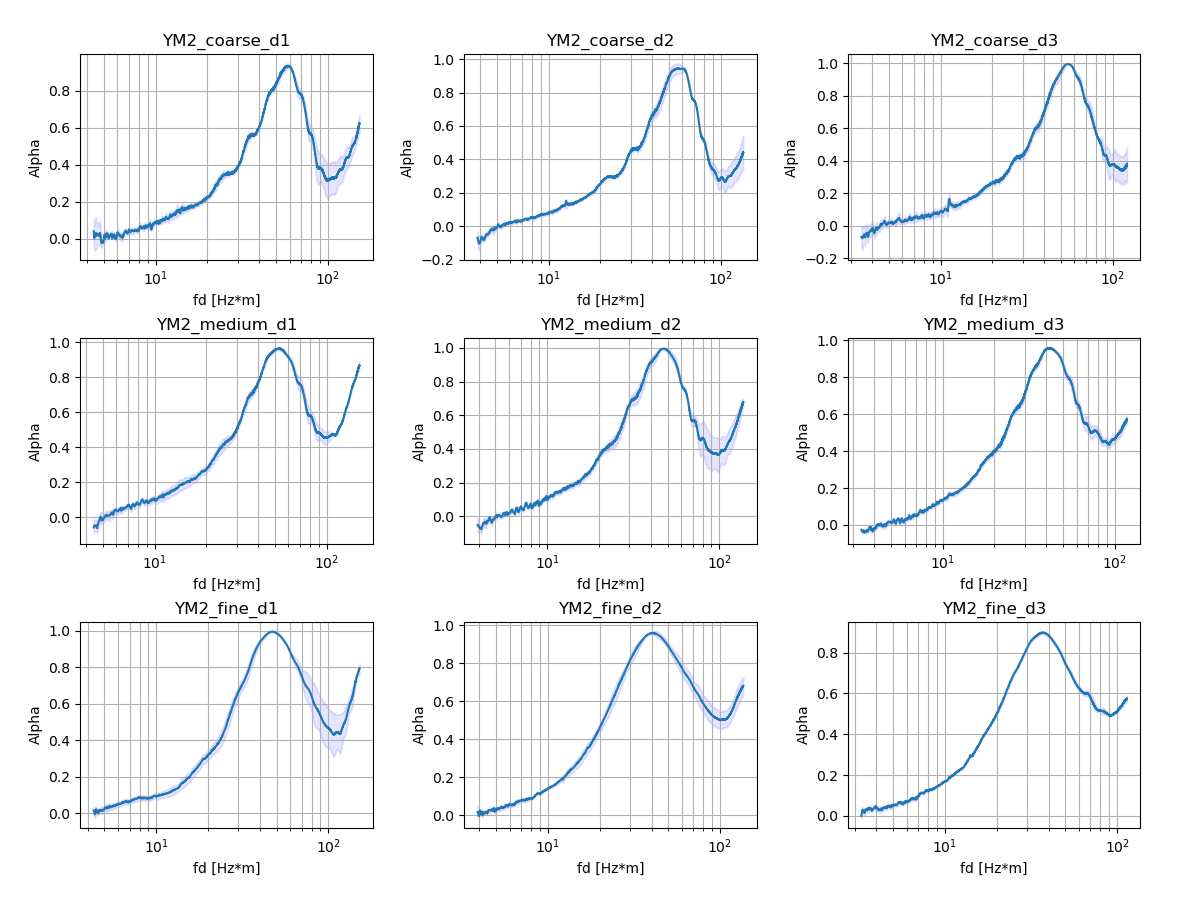 YM2_coarse_d1 YM2_coarse_d2 YM2_coarse_d3
0.8 0.6 0.4 0.2 0.0 Alpha 10^1 10^2 fd [Hz*m]
1.0 0.8 0.6 0.4 0.2 0.0 −0.2 Alpha 10^1 10^2 fd [Hz*m]
1.0 0.8 0.6 0.4 0.2 0.0 −0.2 Alpha 10^1 10^2 fd [Hz*m]
YM2_medium_d1 YM2_medium_d2 YM2_medium_d3
1.0 0.8 0.6 0.4 0.2 0.0 Alpha 10^1 10^2 fd [Hz*m]
1.0 0.8 0.6 0.4 0.2 0.0 Alpha 10^1 10^2 fd [Hz*m]
1.0 0.8 0.6 0.4 0.2 0.0 Alpha 10^1 10^2 fd [Hz*m]
YM2_fine_d1 YM2_fine_d2 YM2_fine_d3
1.0 0.8 0.6 0.4 0.2 0.0 Alpha 10^1 10^2 fd [Hz*m]
1.0 0.8 0.6 0.4 0.2 0.0 Alpha 10^1 10^2 fd [Hz*m]
0.8 0.6 0.4 0.2 0.0 Alpha 10^1 10^2 fd [Hz*m]